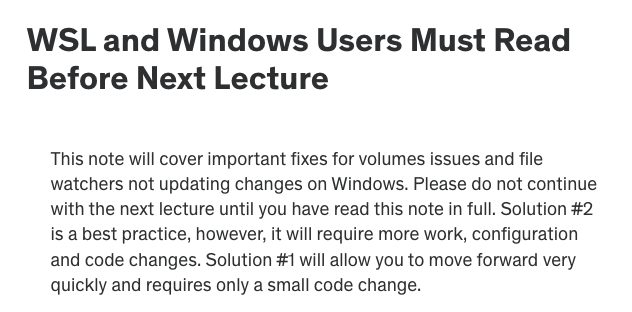 WSL and Windows Users Must Read
Before Next Lecture
This note will cover important fixes for volumes issues and file
watchers not updating changes on Windows. Please do not continue
with the next lecture until you have read this note in full. Solution #2
is a best practice, however, it will require more work, configuration
and code changes. Solution #1 will allow you to move forward very
quickly and requires only a small code change.